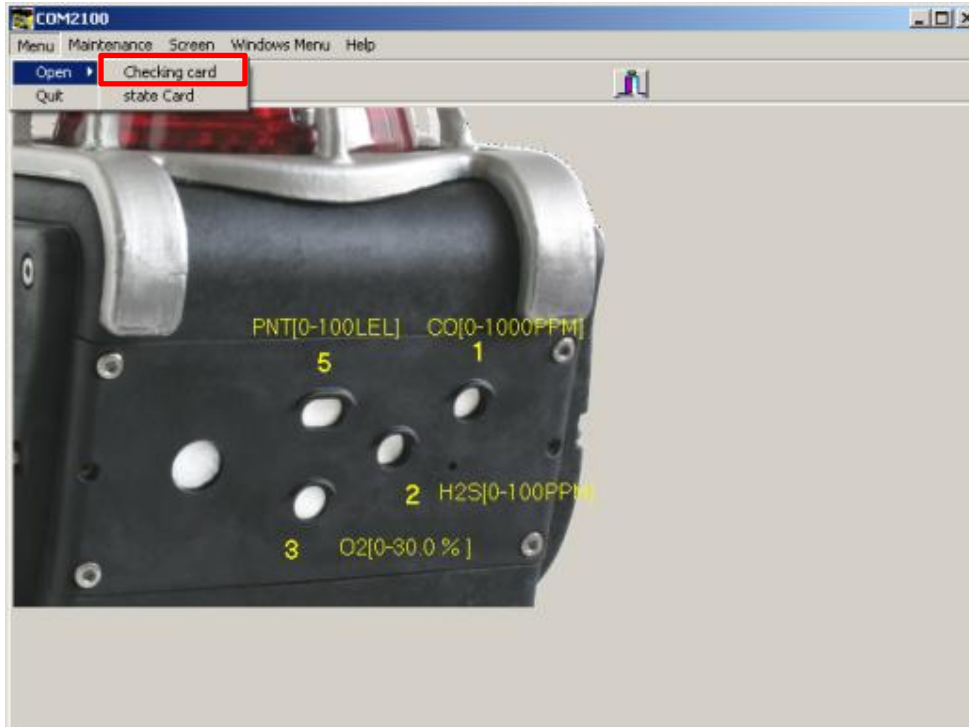 COM2100
Menu Maintenance Screen Windows Menu Help
Open Checking card
Quit state Card
PNT[0-100LEL] CO[0-1000PPM]
5 1
2 H2S[0-100PPM]
3 O2[0-30.0 % ]